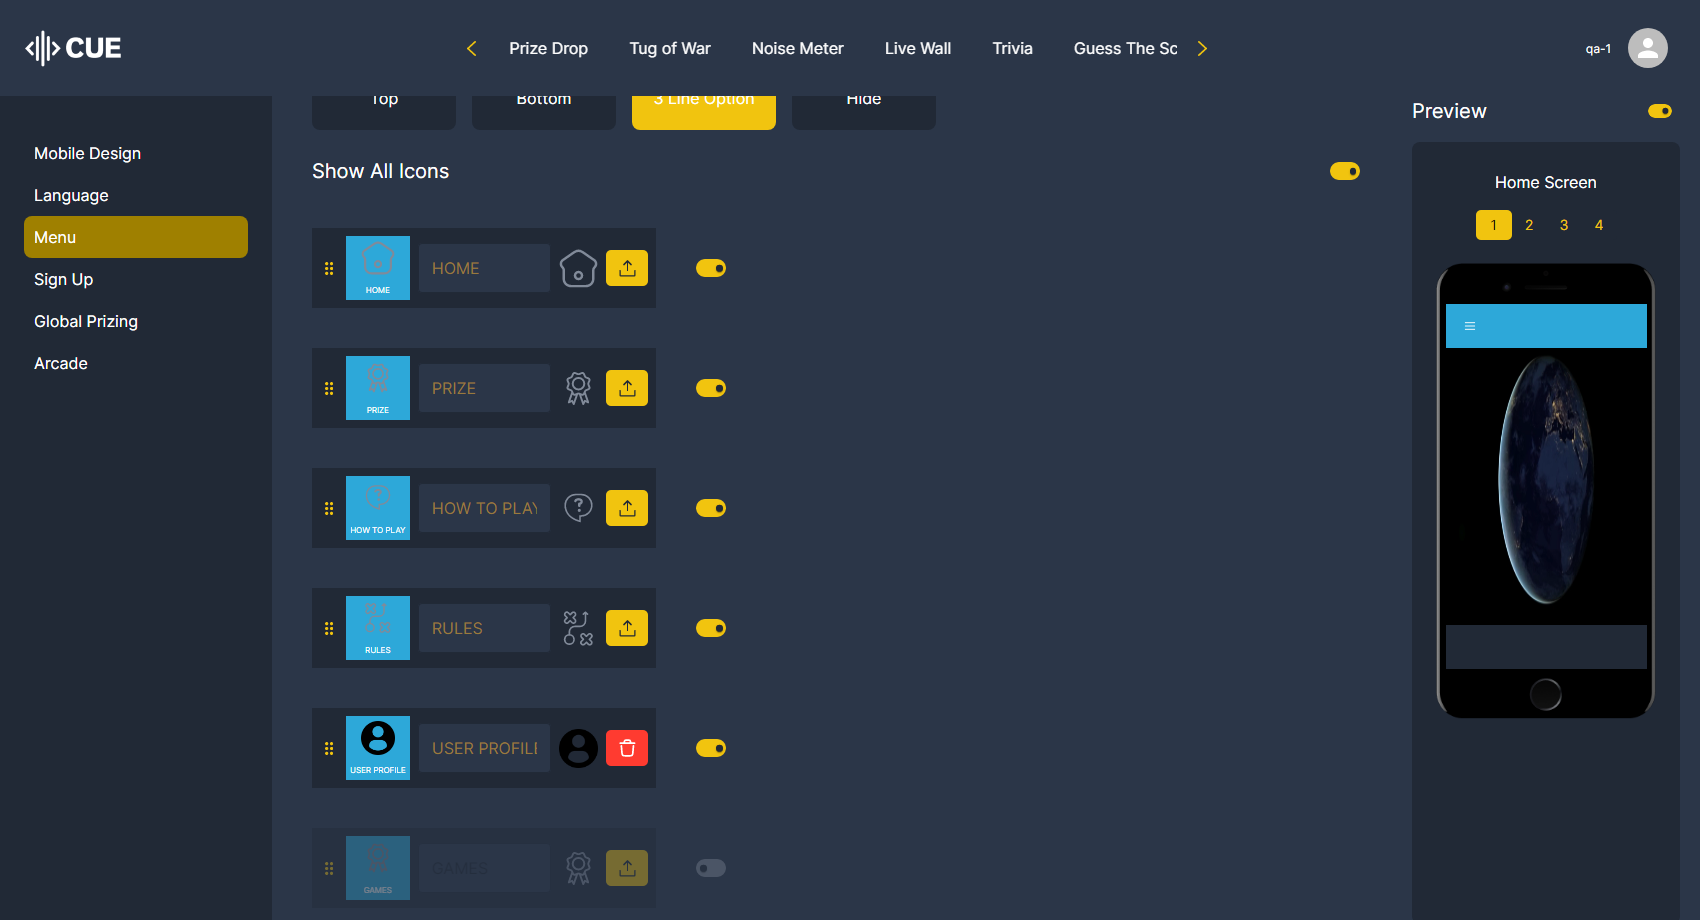 CUE
Prize Drop
Tug of War
Noise Meter
Live Wall
Trivia
Guess The Sc
qa-1
Mobile Design
Language
Menu
Sign Up
Global Prizing
Arcade
Top
Bottom
3 Line Option
Hide
Show All Icons
HOME
HOME
PRIZE
PRIZE
HOW TO PLAY
HOW TO PLAY
RULES
RULES
USER PROFILE
USER PROFILE
GAMES
GAMES
Preview
Home Screen
1 2 3 4